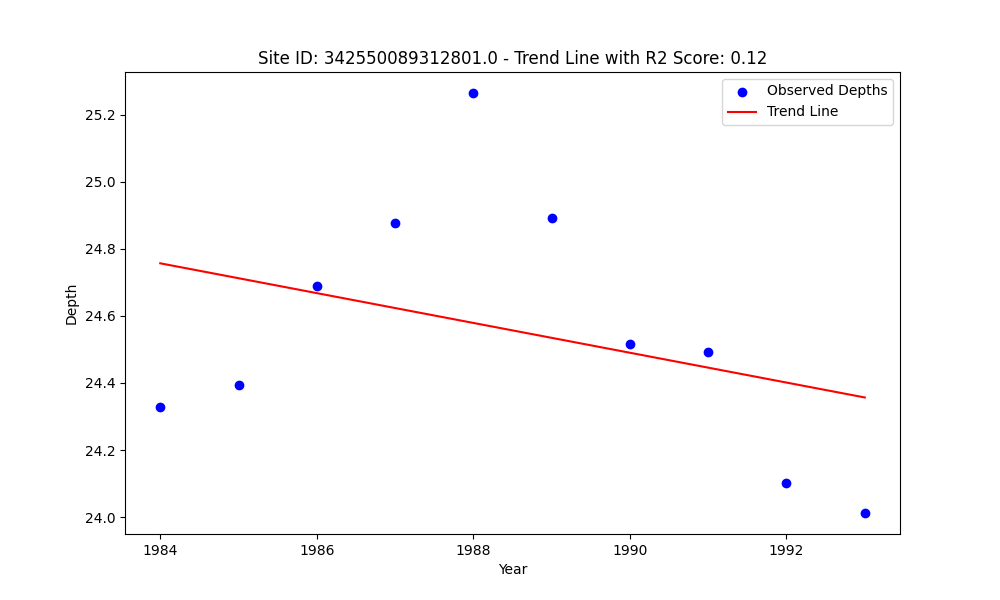 Site ID: 342550089312801.0 - Trend Line with R2 Score: 0.12
Observed Depths
Trend Line
25.2
25.0
24.8
24.6
24.4
24.2
24.0
Depth
1984
1986
1988
1990
1992
Year